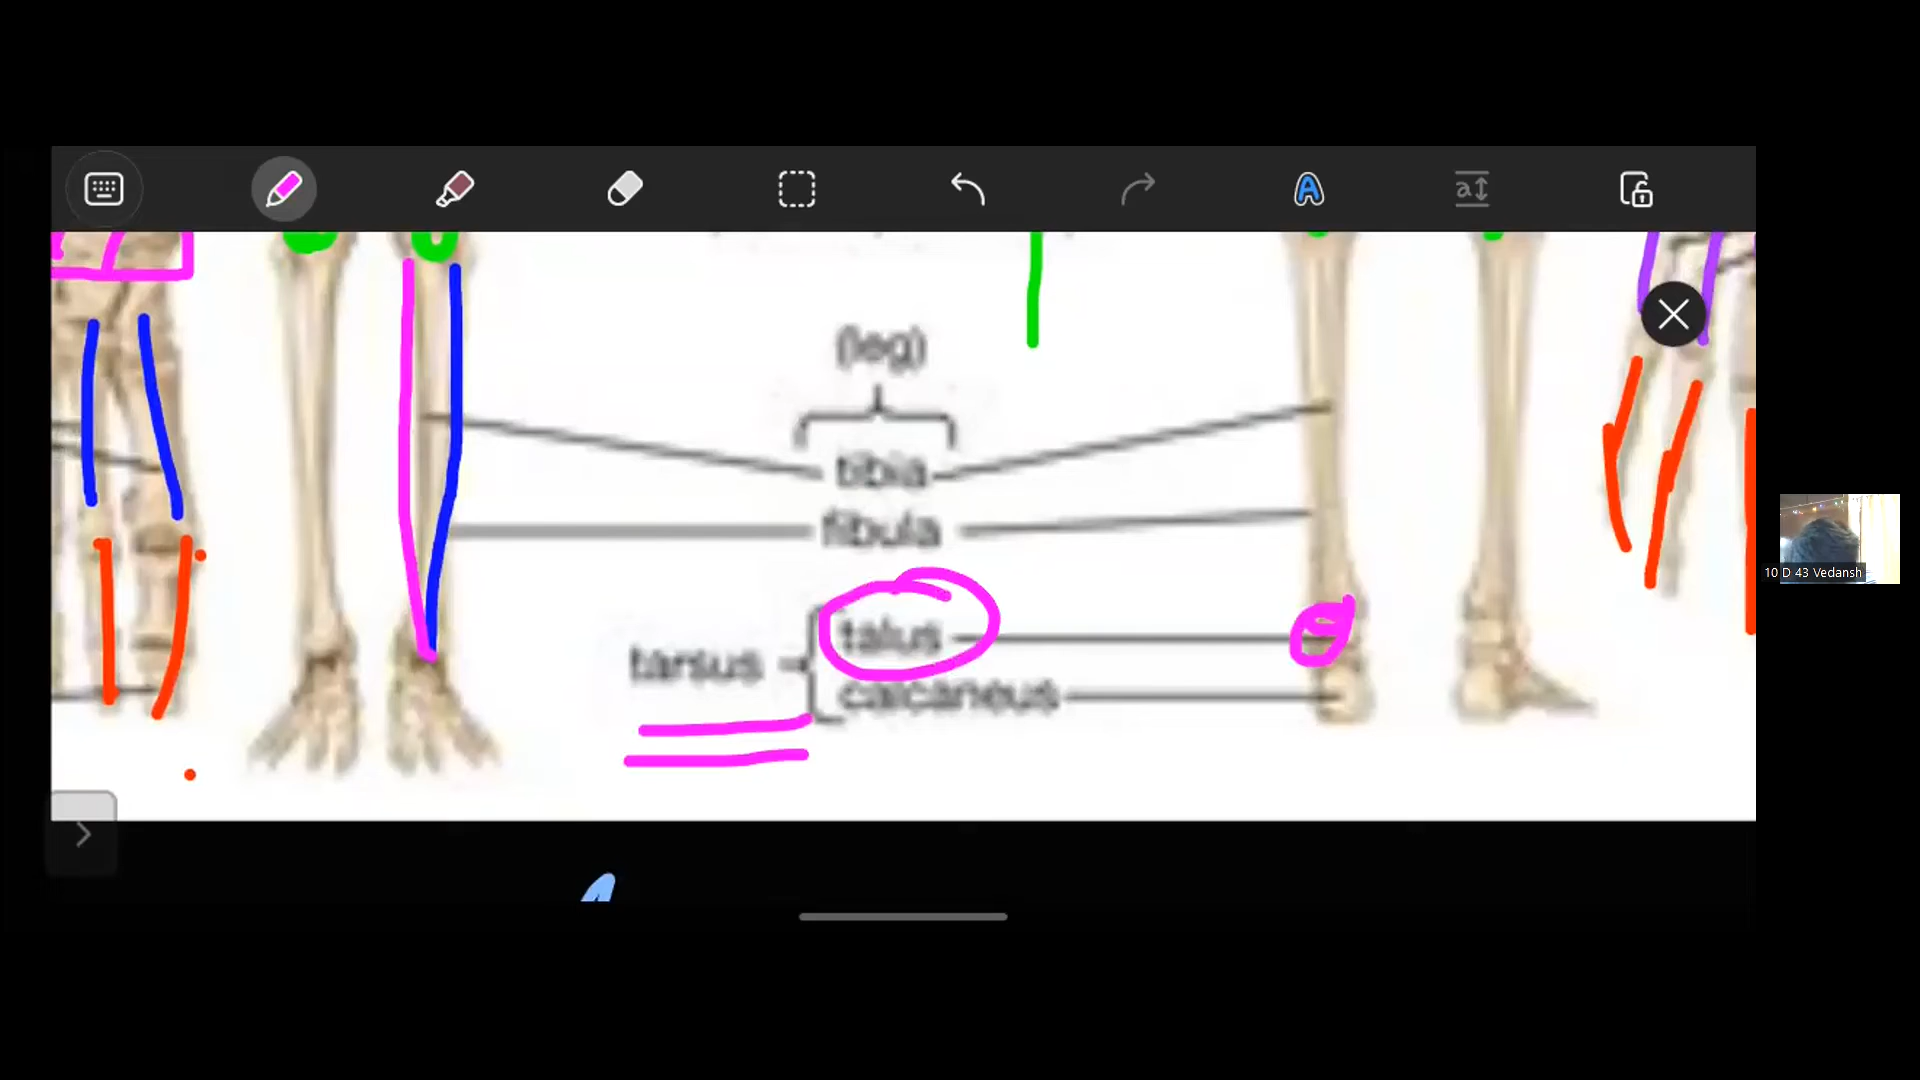 (leg)
tibia
fibula
talus
tarsus
calcaneus
10 D 43 Vedansh